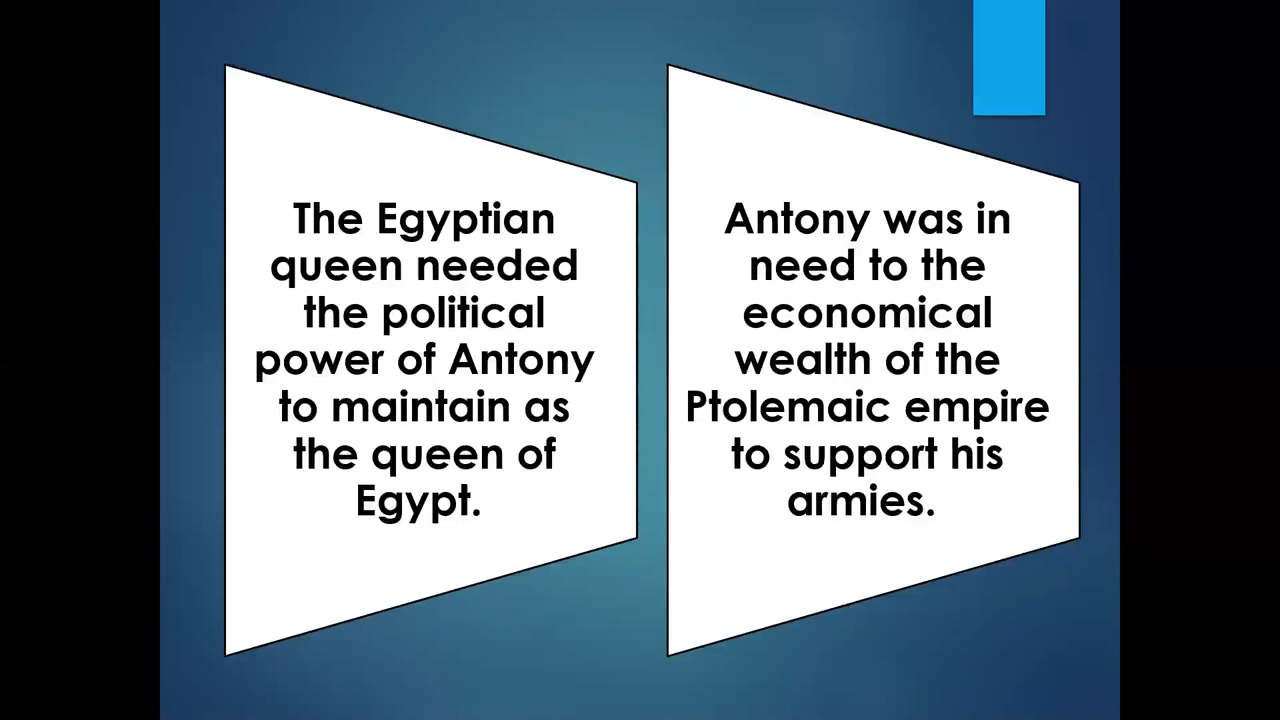 The Egyptian
queen needed
the political
power of Antony
to maintain as
the queen of
Egypt.
Antony was in
need to the
economical
wealth of the
Ptolemaic empire
to support his
armies.